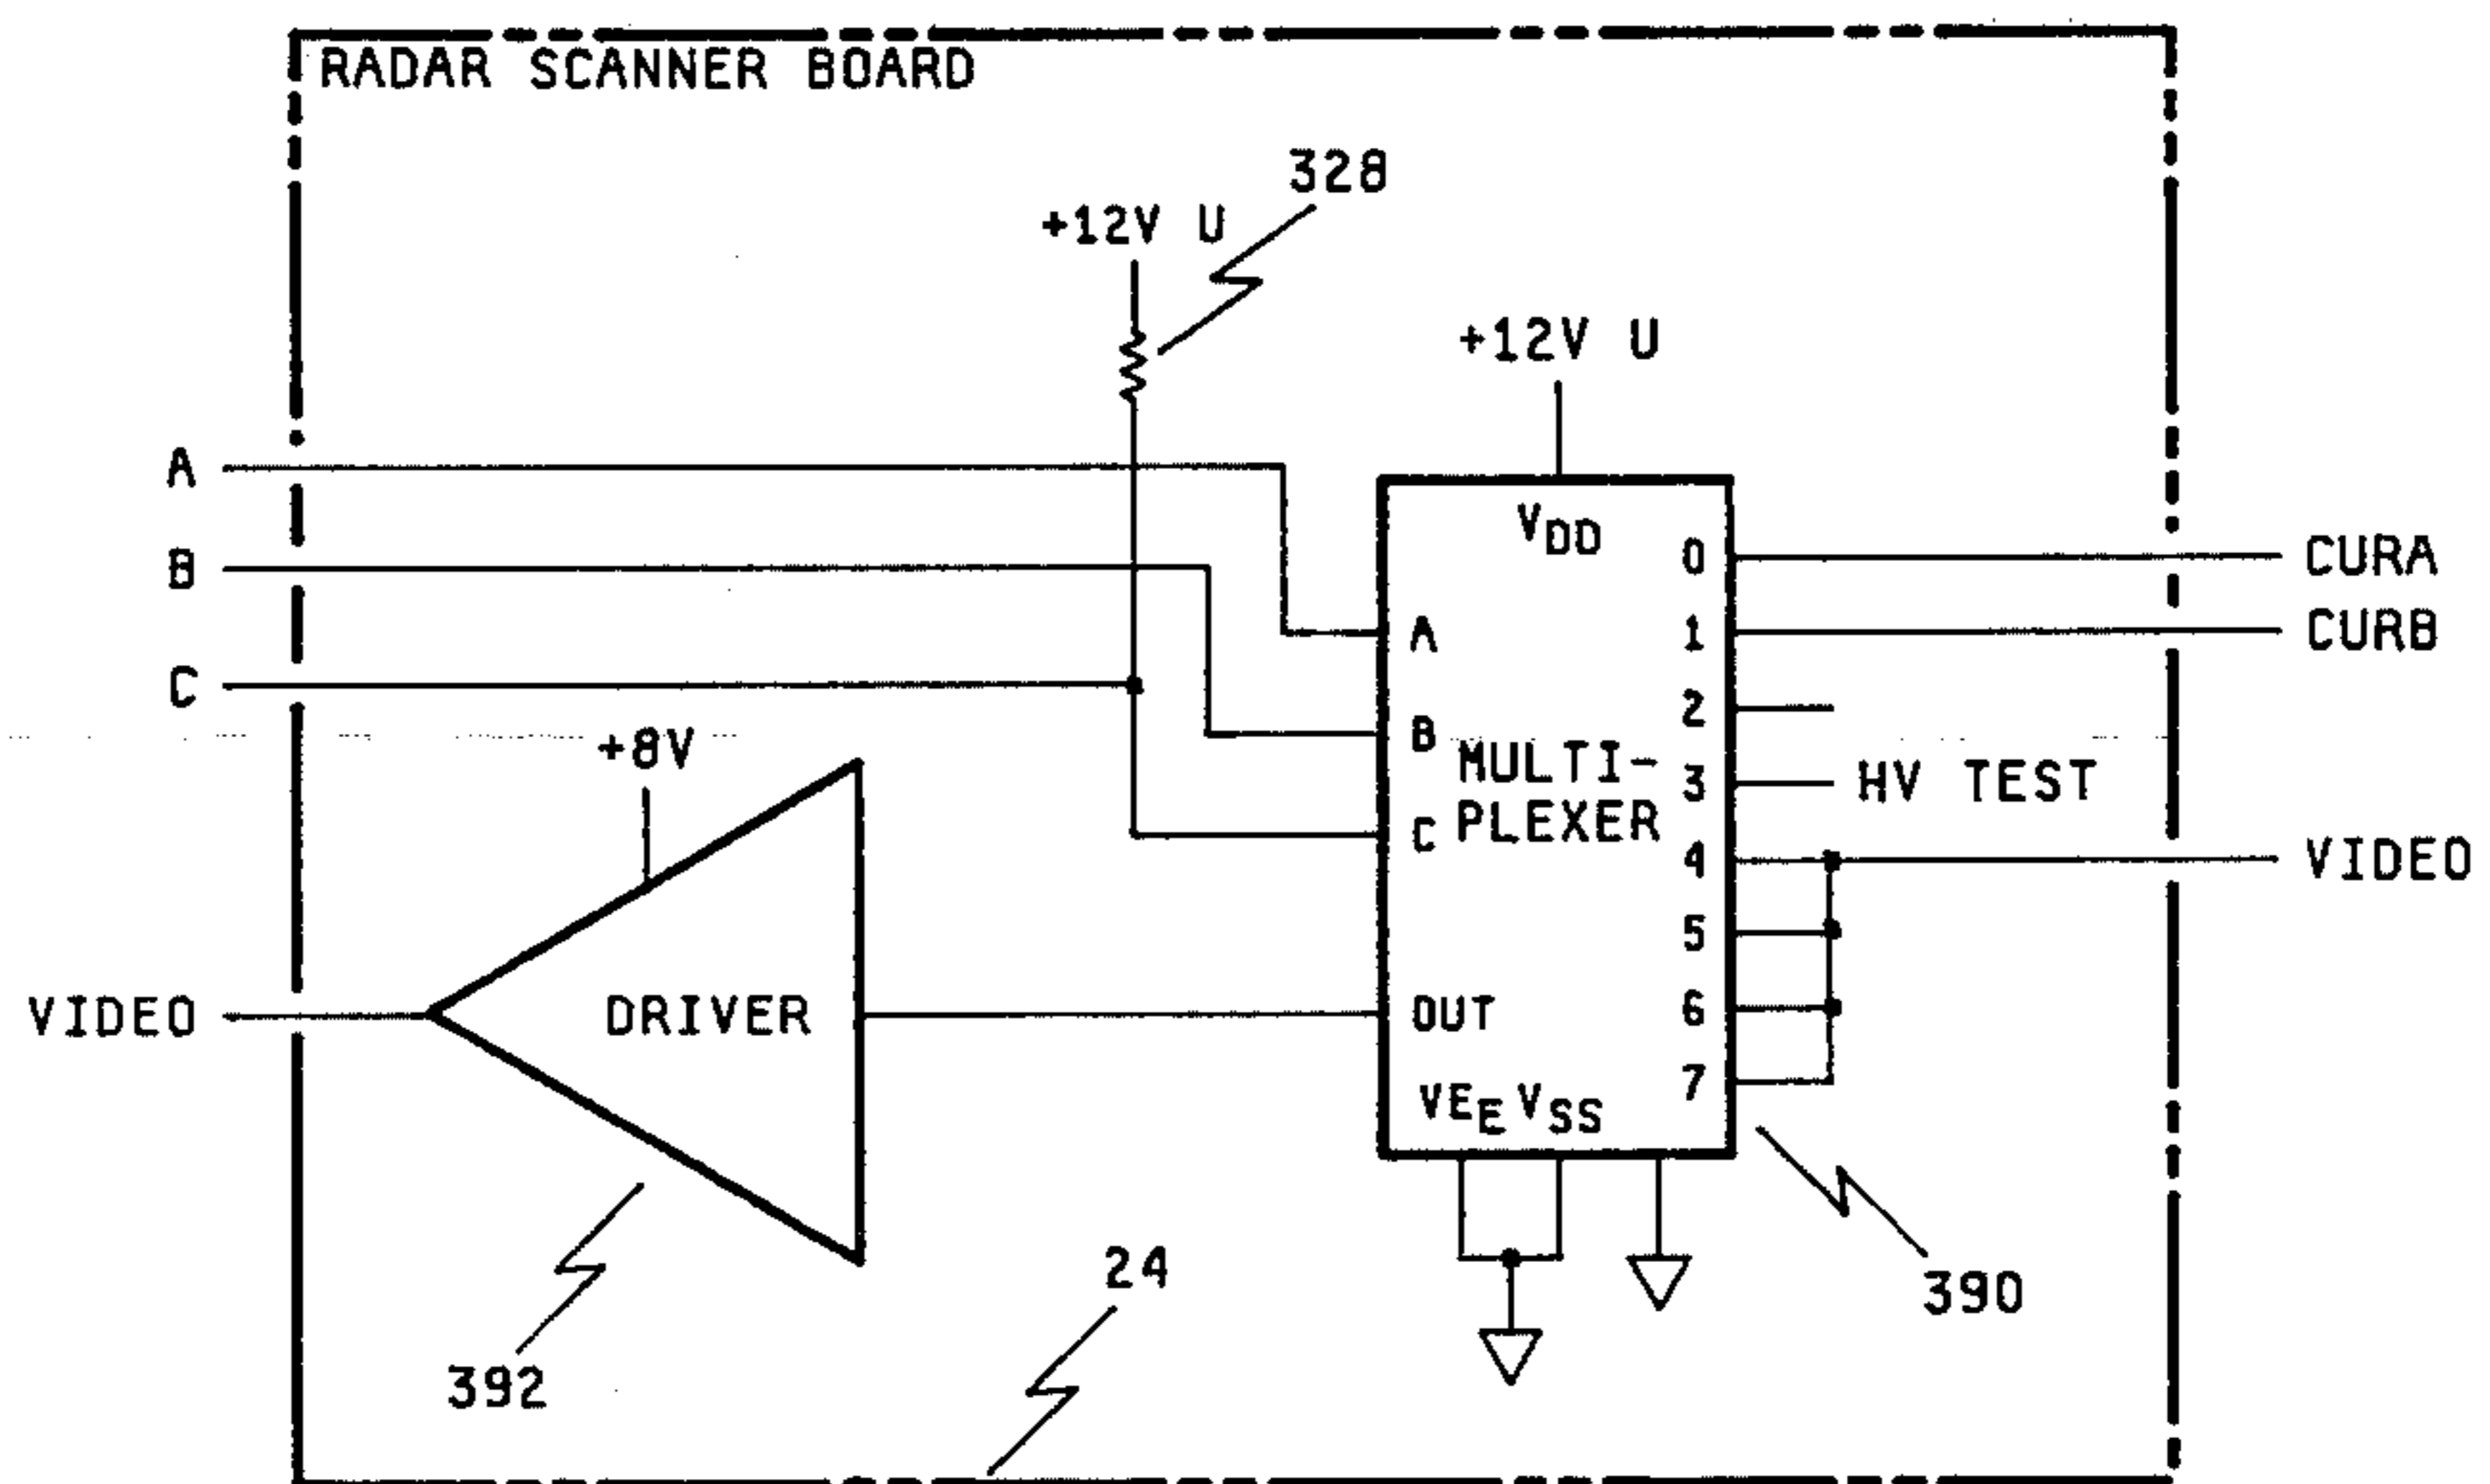 RADAR SCANNER BOARD
328
+12V U
+12V U
A
B
C
VDD
0
CURA
1
CURB
A
2
B
MULTI-
PLEXER
3
HV TEST
C
4
VIDEO
+8V
5
VIDEO
DRIVER
OUT
6
7
VEE VSS
24
390
392